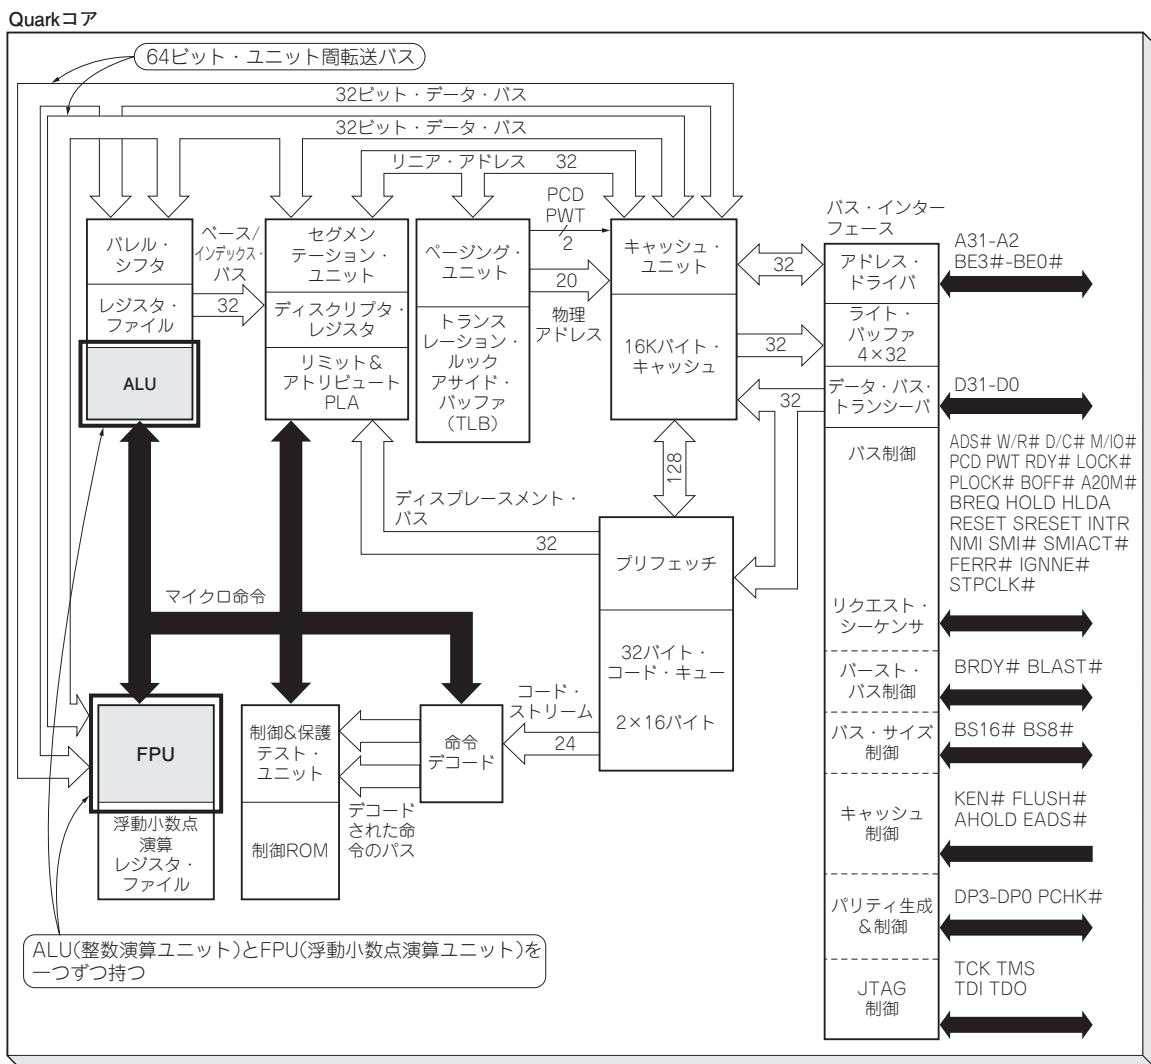 Quarkコア
64ビット・ユニット間転送バス
32ビット・データ・バス
32ビット・データ・バス
リニア・アドレス 32
バレル・
シフタ
レジスタ・
ファイル
ALU
ベース/
インデックス・
バス
32
セグメン
テーション・
ユニット
ディスクリプタ・
レジスタ
リミット&
アトリビュート
PLA
ページング・
ユニット
トランス
レーション・
ルック
アサイド・
バッファ
(TLB)
PCD
PWT
2
20
物理
アドレス
キャッシュ・
ユニット
16Kバイト・
キャッシュ
32
32
32
128
バス・インター
フェース
アドレス・
ドライバ
ライト・
バッファ
4×32
データ・バス・
トランシーバ
バス制御
リクエスト・
シーケンサ
バースト・
バス制御
バス・サイズ
制御
キャッシュ
制御
パリティ生成
&制御
JTAG
制御
A31-A2
BE3#-BE0#
D31-D0
ADS# W/R# D/C# M/IO#
PCD PWT RDY# LOCK#
PLOCK# BOFF# A20M#
BREQ HOLD HLDA
RESET SRESET INTR
NMI SMI# SMIACT#
FERR# IGNNE#
STPCLK#
BRDY# BLAST#
BS16# BS8#
KEN# FLUSH#
AHOLD EADS#
DP3-DP0 PCHK#
TCK TMS
TDI TDO
ディスプレースメント・
バス
32
プリフェッチ
32バイト・
コード・キュー
2×16バイト
マイクロ命令
コード・
ストリーム
24
FPU
浮動小数点
演算
レジスタ・
ファイル
制御&保護
テスト・
ユニット
制御ROM
命令
デコード
デコード
された命
令のパス
ALU(整数演算ユニット)とFPU(浮動小数点演算ユニット)を
一つずつ持つ